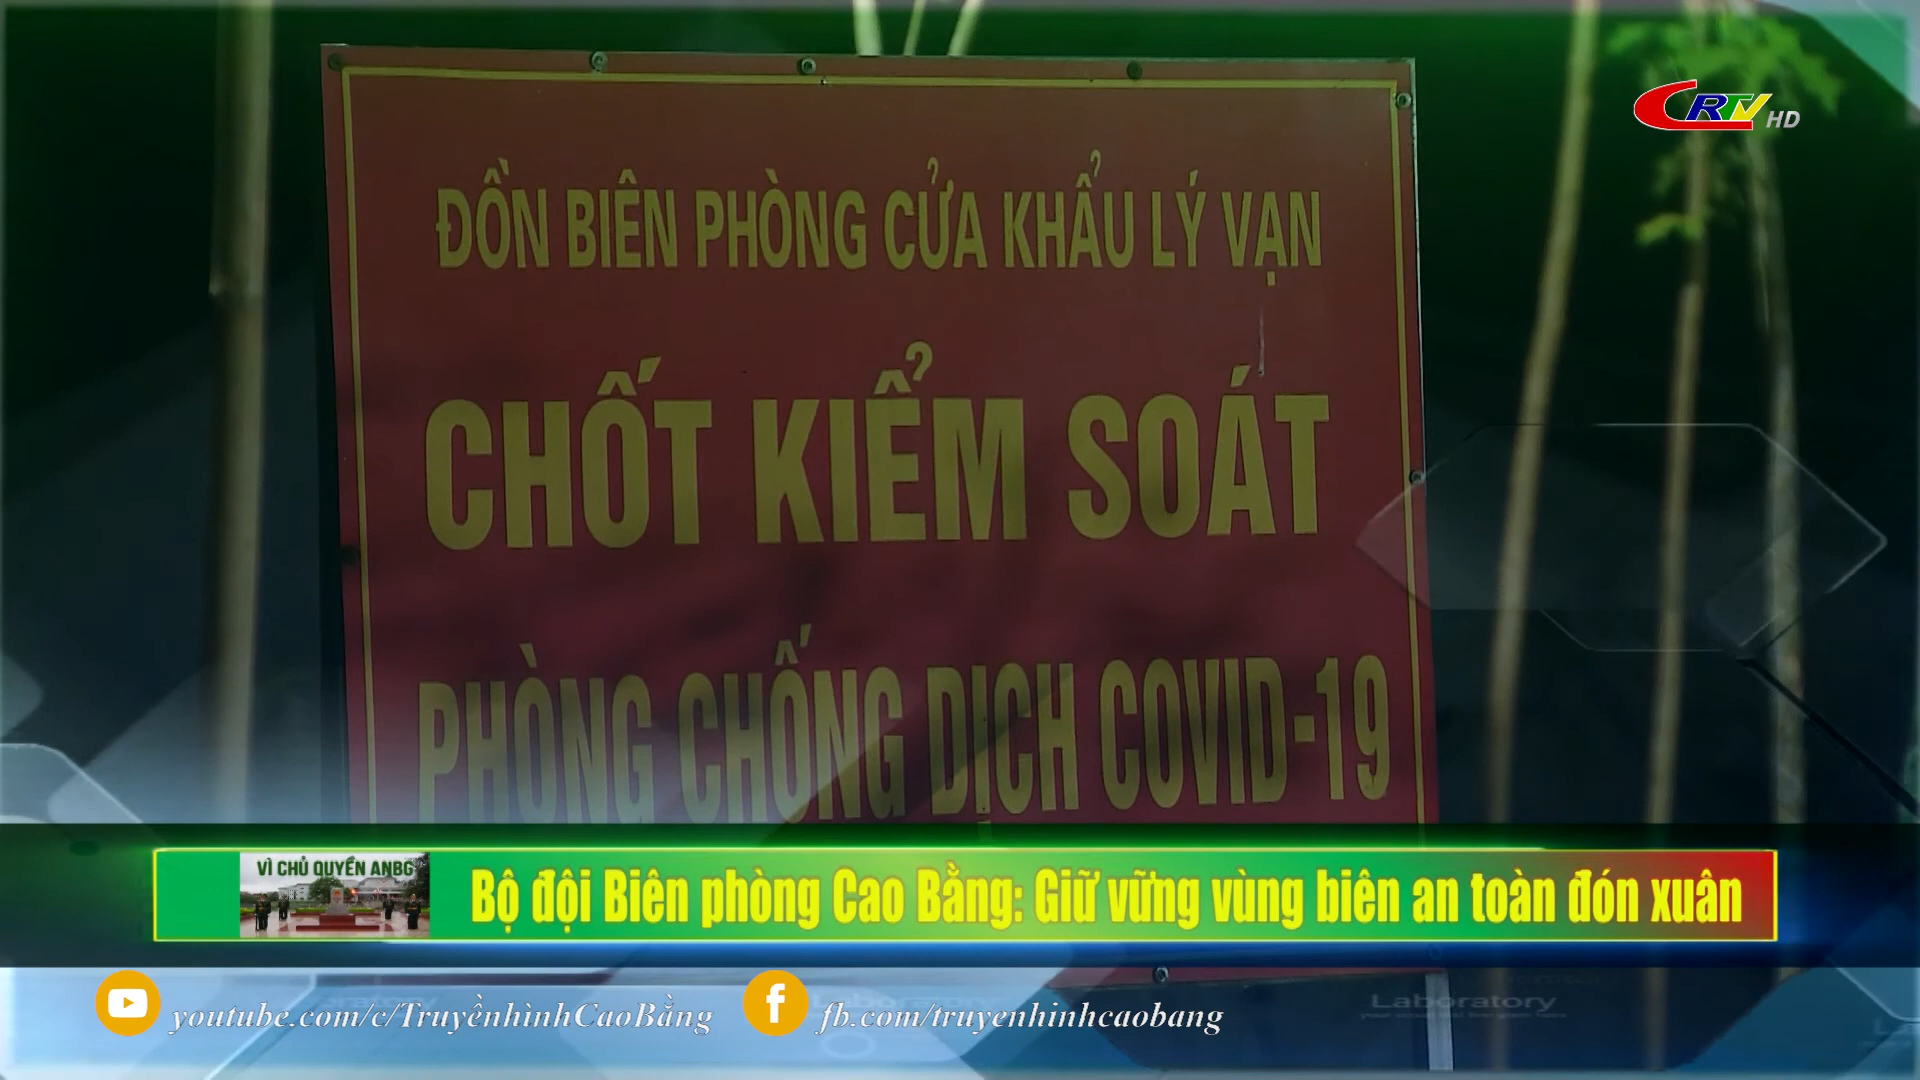 CRTV HD
ĐỒN BIÊN PHÒNG CỬA KHẨU LÝ VẠN
CHỐT KIỂM SOÁT
PHÒNG CHỐNG DỊCH COVID-19
VÌ CHỦ QUYỀN ANBG
Bộ đội Biên phòng Cao Bằng: Giữ vững vùng biên an toàn đón xuân
youtube.com/c/TruyềnhìnhCaoBằng
fb.com/truyenhinhcaobang
Laboratory